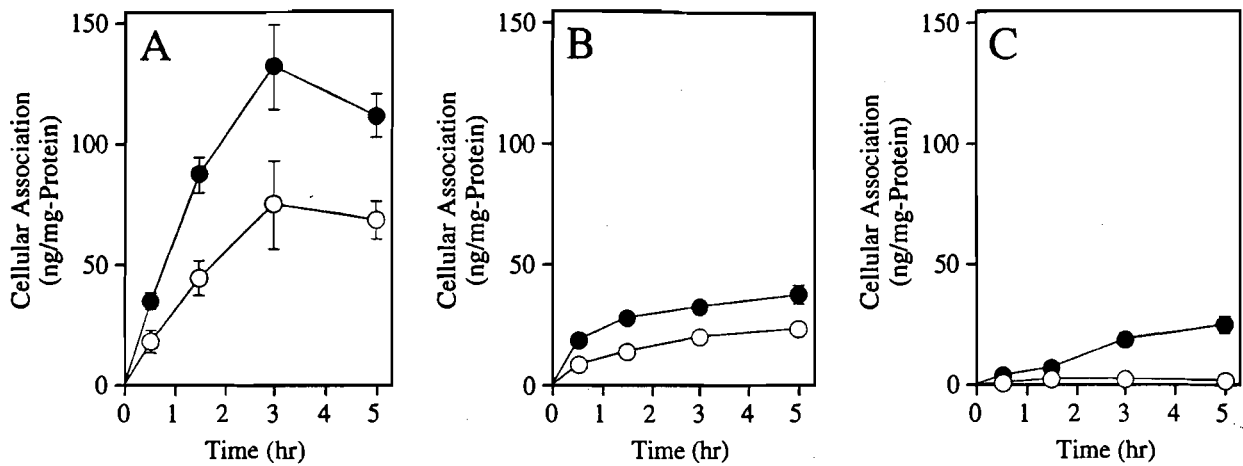 A
Cellular Association
(ng/mg-Protein)
150
100
50
0
0 1 2 3 4 5
Time (hr)
B
Cellular Association
(ng/mg-Protein)
150
100
50
0
0 1 2 3 4 5
Time (hr)
C
Cellular Association
(ng/mg-Protein)
150
100
50
0
0 1 2 3 4 5
Time (hr)